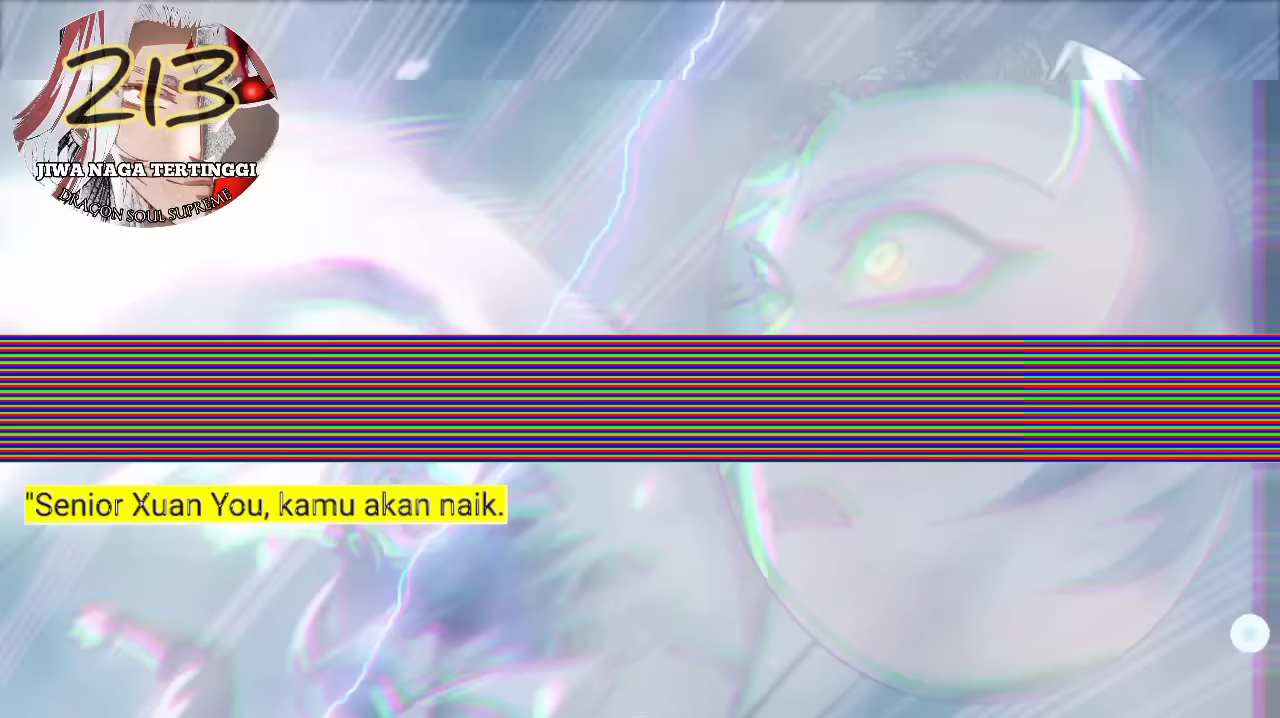 213
JIWA NAGA TERTINGGI
DRAGON SOUL SUPREME
"Senior Xuan You, kamu akan naik.